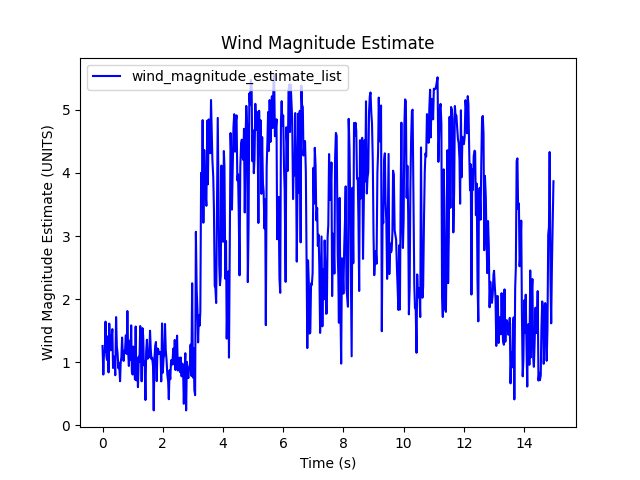 Wind Magnitude Estimate
wind_magnitude_estimate_list
Wind Magnitude Estimate (UNITS)
5
4
3
2
1
0
0 2 4 6 8 10 12 14
Time (s)